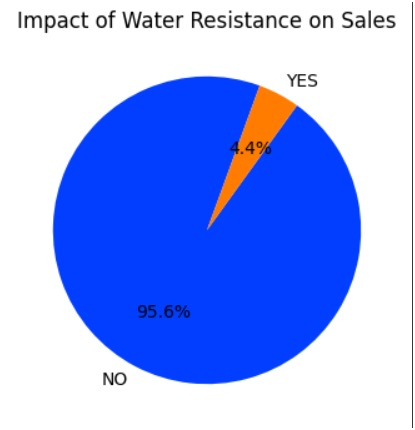 Impact of Water Resistance on Sales
YES
4.4%
95.6%
NO